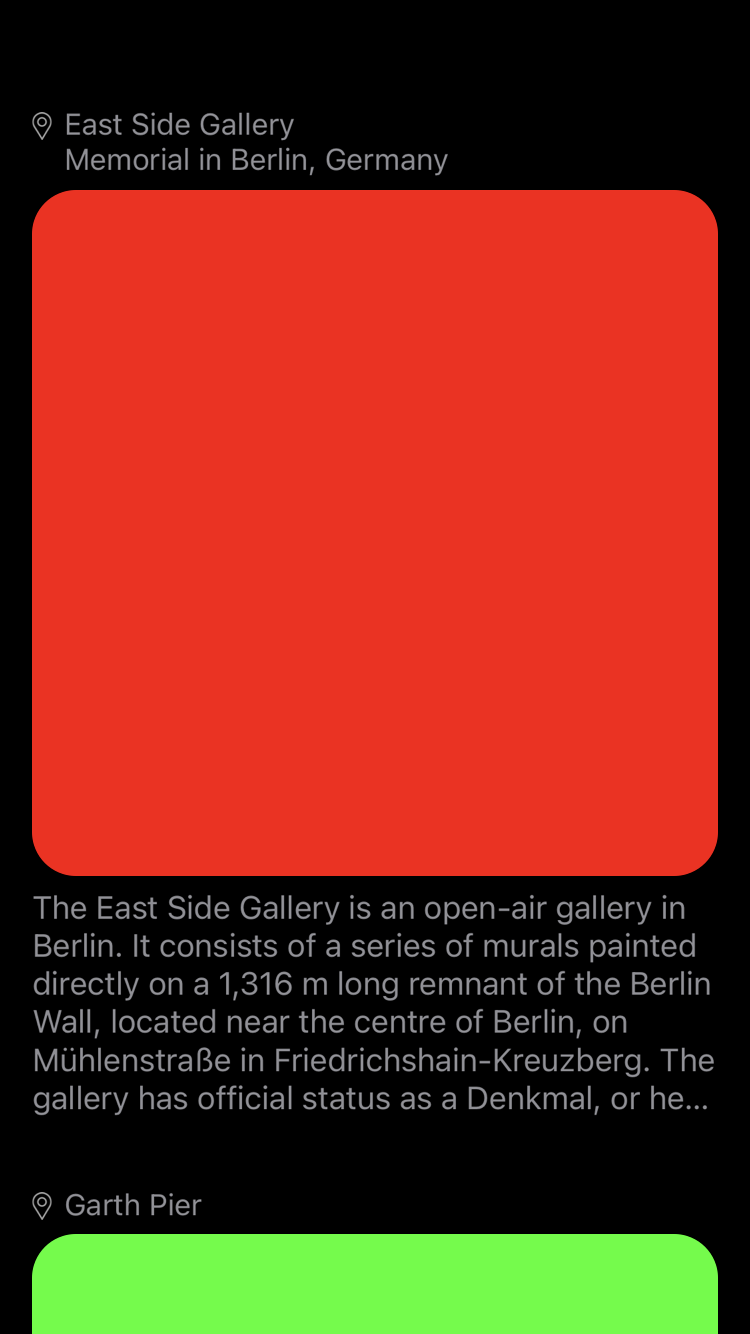 East Side Gallery
Memorial in Berlin, Germany
The East Side Gallery is an open-air gallery in
Berlin. It consists of a series of murals painted
directly on a 1,316 m long remnant of the Berlin
Wall, located near the centre of Berlin, on
Mühlenstraße in Friedrichshain-Kreuzberg. The
gallery has official status as a Denkmal, or he...
Garth Pier